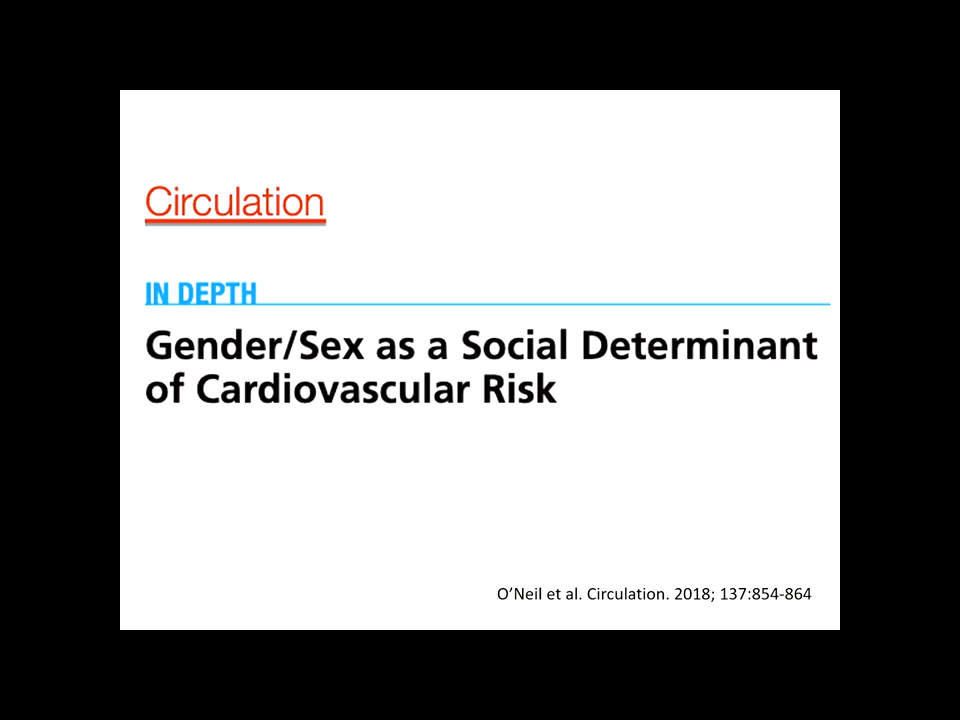 Circulation
IN DEPTH
Gender/Sex as a Social Determinant
of Cardiovascular Risk
O’Neil et al. Circulation. 2018; 137:854-864